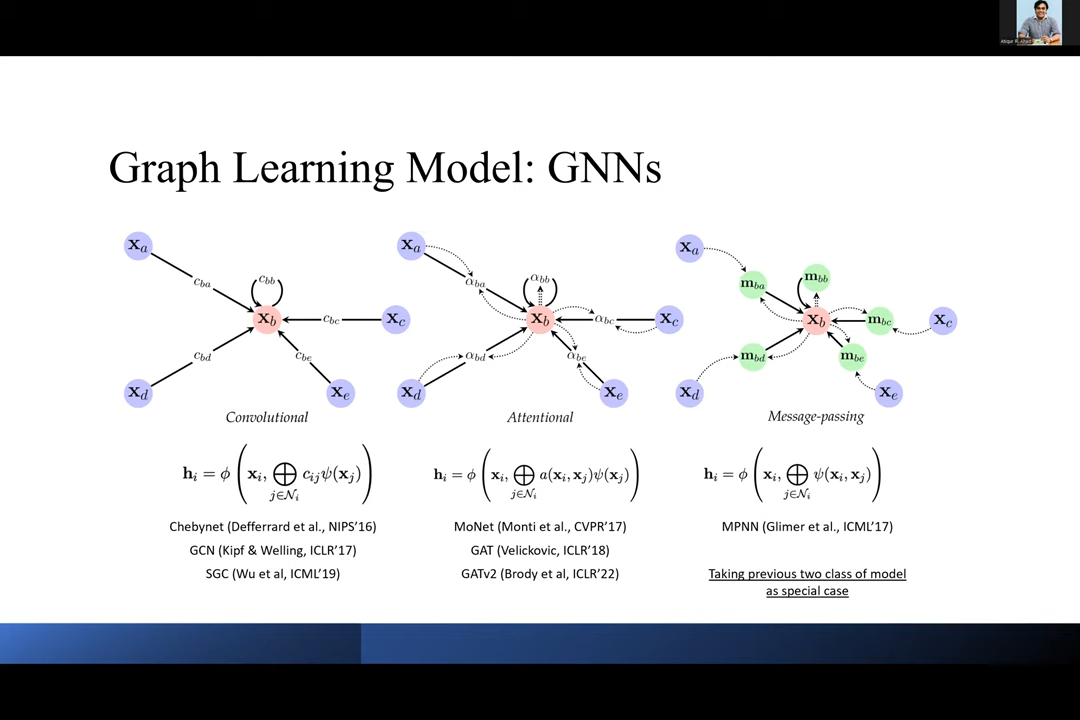 Graph Learning Model: GNNs
x_a
c_ba
c_bb
x_b
c_bc
x_c
c_bd
c_be
x_d
x_e
Convolutional
h_i = ϕ ( x_i, ⨁_{j∈𝒩_i} c_ij ψ(x_j) )
Chebynet (Defferrard et al., NIPS’16)
GCN (Kipf & Welling, ICLR’17)
SGC (Wu et al, ICML’19)
x_a
α_ba
α_bb
x_b
α_bc
x_c
α_bd
α_be
x_d
x_e
Attentional
h_i = ϕ ( x_i, ⨁_{j∈𝒩_i} a(x_i, x_j)ψ(x_j) )
MoNet (Monti et al., CVPR’17)
GAT (Velickovic, ICLR’18)
GATv2 (Brody et al, ICLR’22)
x_a
m_ba
m_bb
x_b
m_bc
x_c
m_bd
m_be
x_d
x_e
Message-passing
h_i = ϕ ( x_i, ⨁_{j∈𝒩_i} ψ(x_i, x_j) )
MPNN (Glimer et al., ICML’17)
Taking previous two class of model
as special case